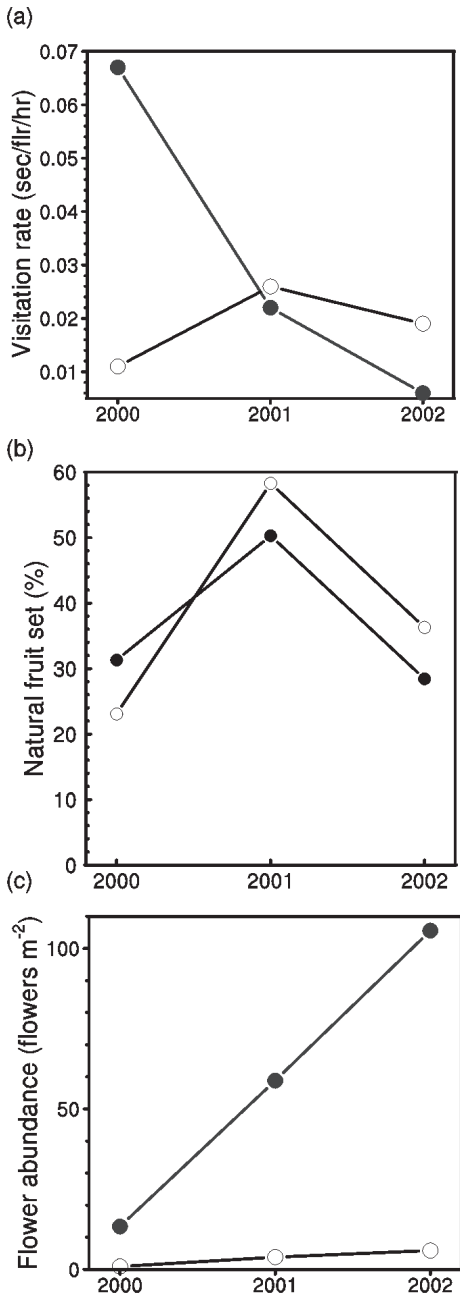 (a)
Visitation rate (sec/flr/hr)
0.07
0.06
0.05
0.04
0.03
0.02
0.01
2000 2001 2002
(b)
Natural fruit set (%)
60
50
40
30
20
10
0
2000 2001 2002
(c)
Flower abundance (flowers m⁻²)
100
50
0
2000 2001 2002